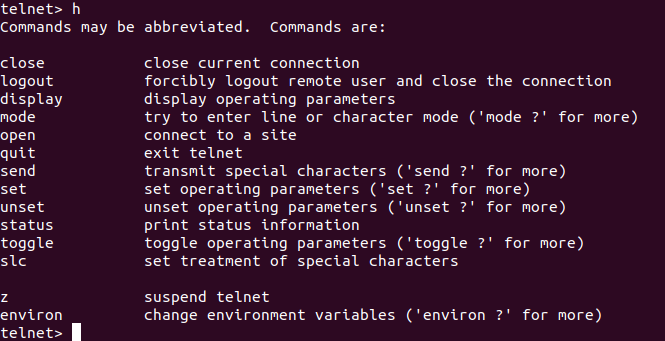 telnet> h
Commands may be abbreviated.  Commands are:

close           close current connection
logout          forcibly logout remote user and close the connection
display         display operating parameters
mode            try to enter line or character mode ('mode ?' for more)
open            connect to a site
quit            exit telnet
send            transmit special characters ('send ?' for more)
set             set operating parameters ('set ?' for more)
unset           unset operating parameters ('unset ?' for more)
status          print status information
toggle          toggle operating parameters ('toggle ?' for more)
slc             set treatment of special characters

z               suspend telnet
environ         change environment variables ('environ ?' for more)
telnet>